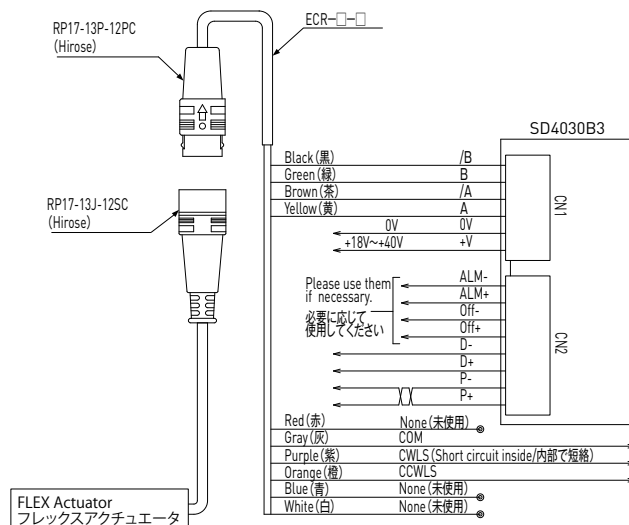 RP17-13P-12PC
(Hirose)
ECR-□-□
SD4030B3
RP17-13J-12SC
(Hirose)
Black(黒) /B
Green(緑) B
Brown(茶) /A
Yellow(黄) A
0V 0V
+18V~+40V +V
CN1
Please use them
if necessary.
必要に応じて
使用してください
ALM-
ALM+
Off-
Off+
D-
D+
P-
P+
CN2
Red(赤) None(未使用)
Gray(灰) COM
Purple(紫) CWLS(Short circuit inside/内部で短絡)
Orange(橙) CCWLS
Blue(青) None(未使用)
White(白) None(未使用)
FLEX Actuator
フレックスアクチュエータ